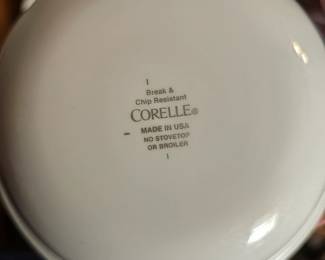 Break &
Chip Resistant
CORELLE®
MADE IN USA
NO STOVETOP
OR BROILER